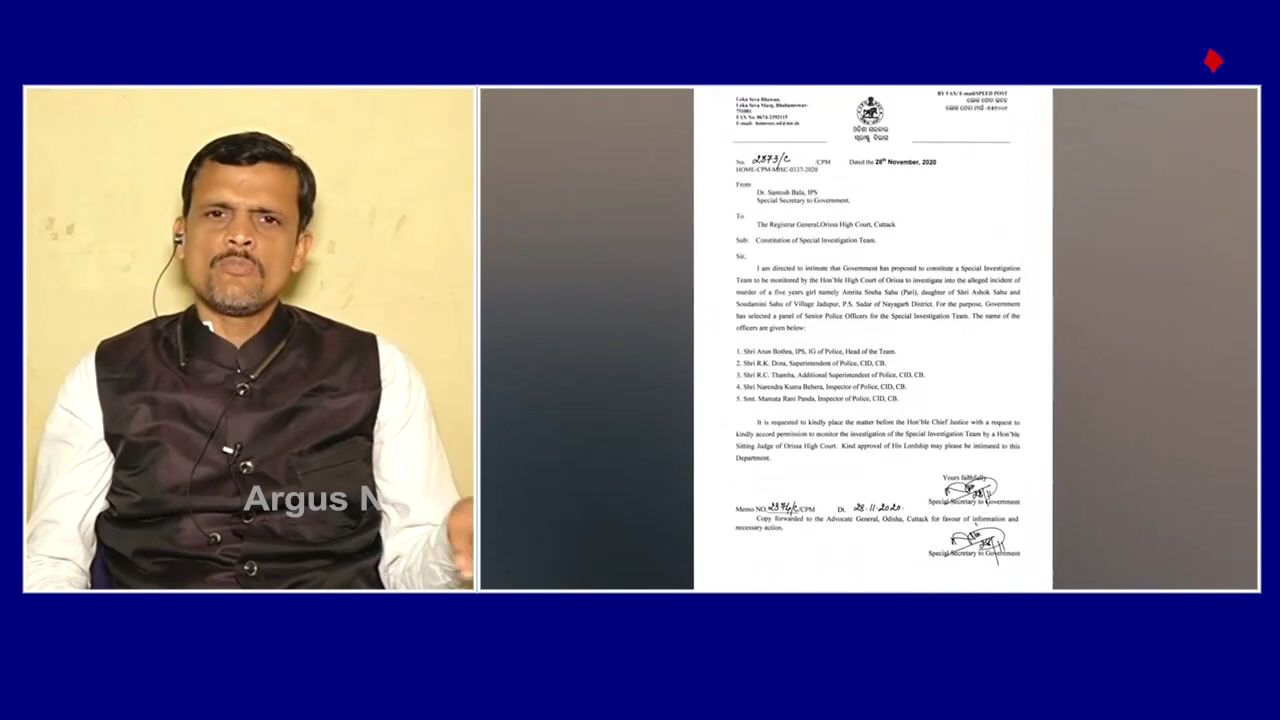 Argus N
Loka Seva Bhawan,
Loka Seva Marg, Bhubaneswar-
751001
FAX No 0674-2392115
E-mail-
BY FAX/ E-mail/SPEED POST
ଲୋକ ସେବା ଭବନ
ଲୋକ ସେବା ମାର୍ଗ
ଓଡ଼ିଶା ସରକାର
ବିଭାଗ
No. 2373/C /CPM Dated the 28th November, 2020
HOME-CPM-MISC-0337-2020
From
Dr. Santosh Bala, IPS
Special Secretary to Government.
To
The Registrar General,Orissa High Court, Cuttack
Sub: Constitution of Special Investigation Team.
Sir,
I am directed to intimate that Government has proposed to constitute a Special Investigation
Team to be monitored by the Hon'ble High Court of Orissa to investigate into the alleged incident of
murder of a five years girl namely Amrita Sneha Sahu (Pari), daughter of Shri Ashok Sahu and
Soudamini Sahu of Village Jadupur, P.S. Sadar of Nayagarh District. For the purpose, Government
has selected a panel of Senior Police Officers for the Special Investigation Team. The name of the
officers are given below:
1. Shri Arun Bothra, IPS, IG of Police, Head of the Team.
2. Shri R.K. Dora, Superintendent of Police, CID, CB.
3. Shri R.C. Thamba, Additional Superintendent of Police, CID, CB.
4. Shri Narendra Kuma Behera, Inspector of Police, CID, CB.
5. Smt. Mamata Rani Panda, Inspector of Police, CID, CB.
It is requested to kindly place the matter before the Hon'ble Chief Justice with a request to
kindly accord permission to monitor the investigation of the Special Investigation Team by a Hon'ble
Sitting Judge of Orissa High Court. Kind approval of His Lordship may please be intimated to this
Department.
Yours faithfully
Special Secretary to Government
Memo NO. 2374/C/CPM Dt. 28.11.2020.
Copy forwarded to the Advocate General, Odisha, Cuttack for favour of information and
necessary action.
Special Secretary to Government